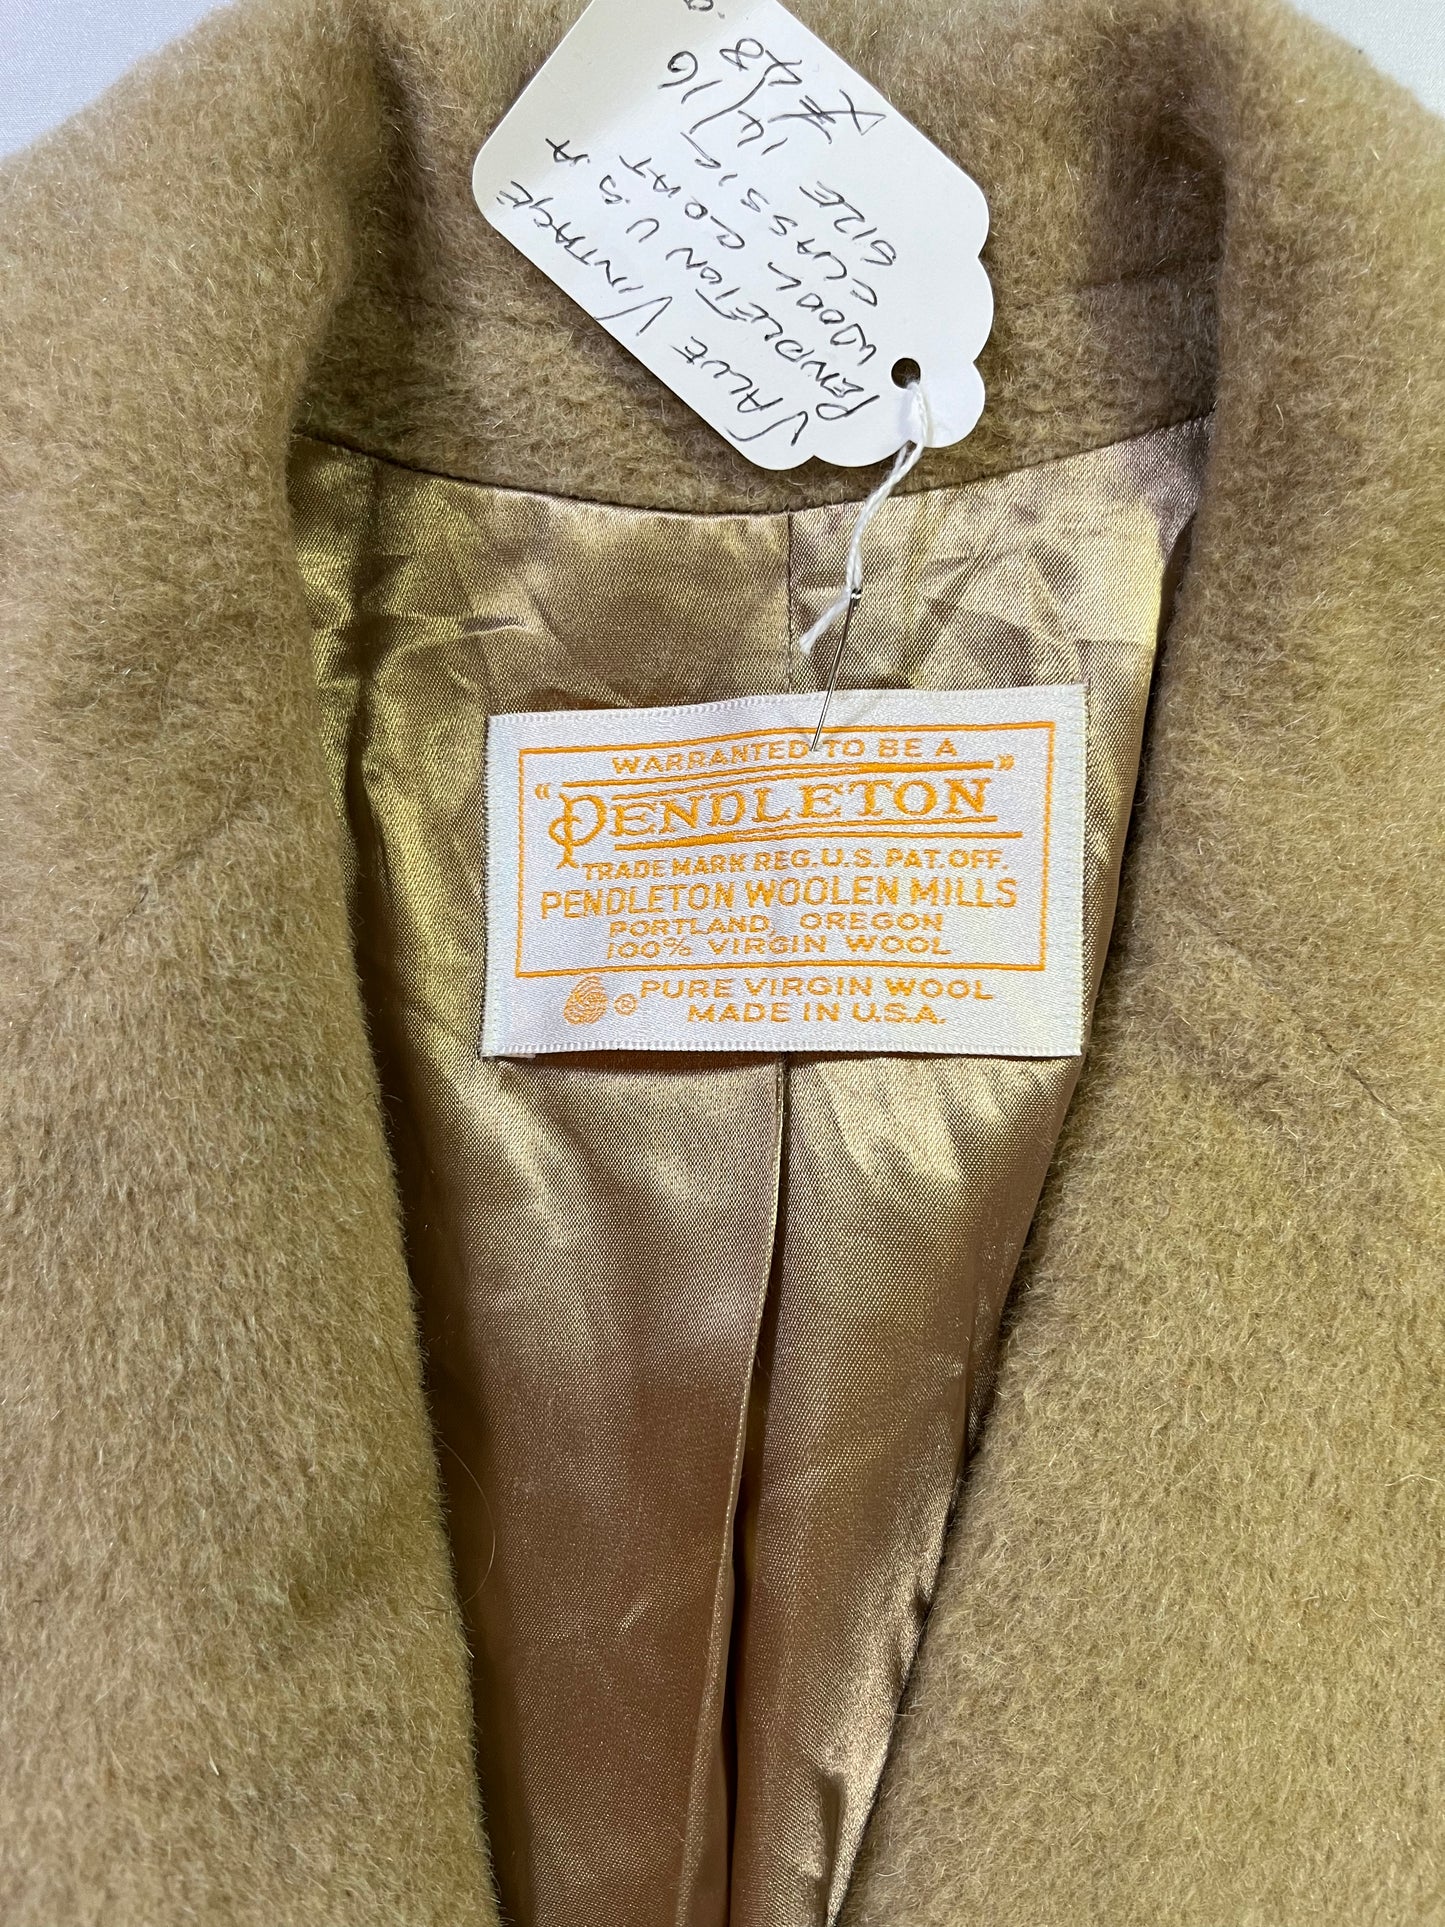 VALUE VINTAGE
PENDLETON U.S.A
WOOL COAT
CLASSIC
SIZE 14/16
WARRANTED TO BE A
"PENDLETON"
TRADE MARK REG. U.S. PAT. OFF.
PENDLETON WOOLEN MILLS
PORTLAND, OREGON
100% VIRGIN WOOL
® PURE VIRGIN WOOL
MADE IN U.S.A.